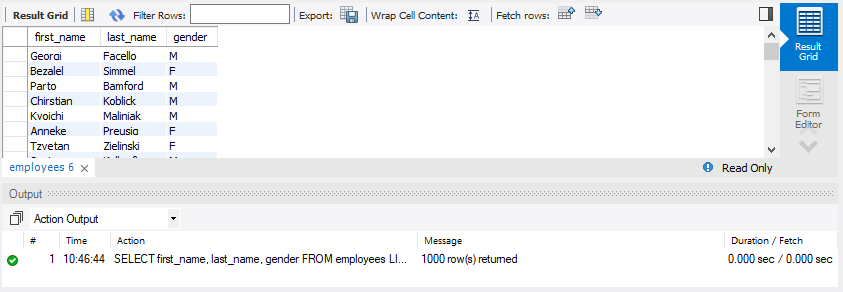 Result Grid Filter Rows: Export: Wrap Cell Content: Fetch rows:
first_name last_name gender
Georgi Facello M
Bezalel Simmel F
Parto Bamford M
Chirstian Koblick M
Kyoichi Maliniak M
Anneke Preusig F
Tzvetan Zielinski F
Result
Grid
Form
Editor
employees 6
Read Only
Output
Action Output
# Time Action Message Duration / Fetch
1 10:46:44 SELECT first_name, last_name, gender FROM employees LI... 1000 row(s) returned 0.000 sec / 0.000 sec